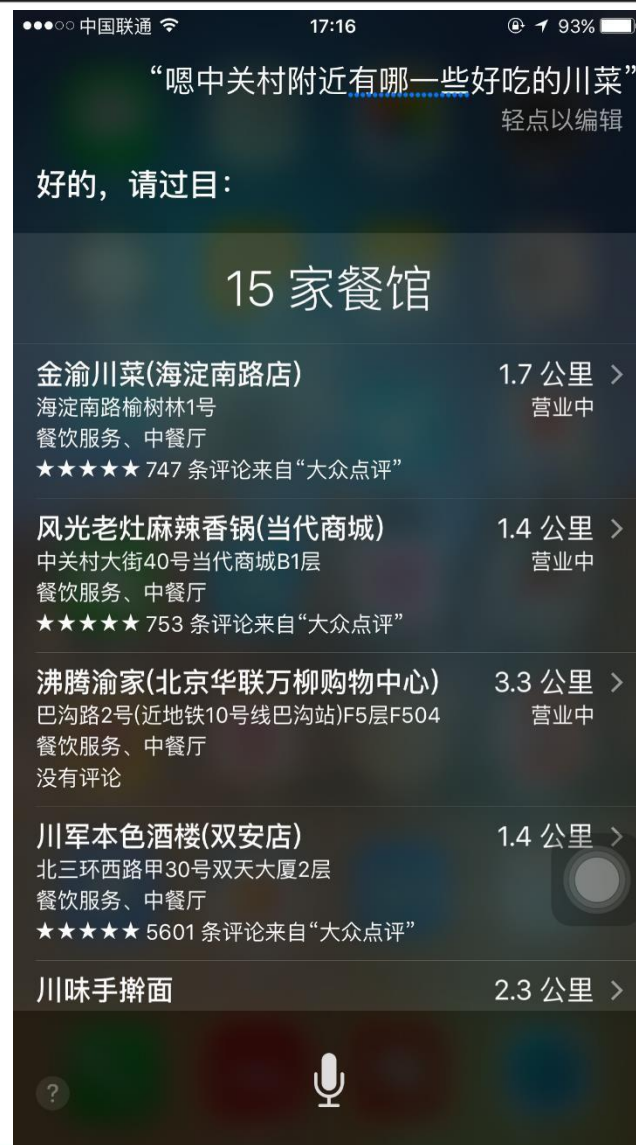 中国联通 17:16 93%
“嗯中关村附近有哪一些好吃的川菜”
轻点以编辑
好的，请过目：
15 家餐馆
金渝川菜(海淀南路店) 1.7 公里
海淀南路榆树林1号 营业中
餐饮服务、中餐厅
★★★★★ 747 条评论来自“大众点评”
风光老灶麻辣香锅(当代商城) 1.4 公里
中关村大街40号当代商城B1层 营业中
餐饮服务、中餐厅
★★★★★ 753 条评论来自“大众点评”
沸腾渝家(北京华联万柳购物中心) 3.3 公里
巴沟路2号(近地铁10号线巴沟站)F5层F504 营业中
餐饮服务、中餐厅
没有评论
川军本色酒楼(双安店) 1.4 公里
北三环西路甲30号双天大厦2层
餐饮服务、中餐厅
★★★★★ 5601 条评论来自“大众点评”
川味手擀面 2.3 公里
?